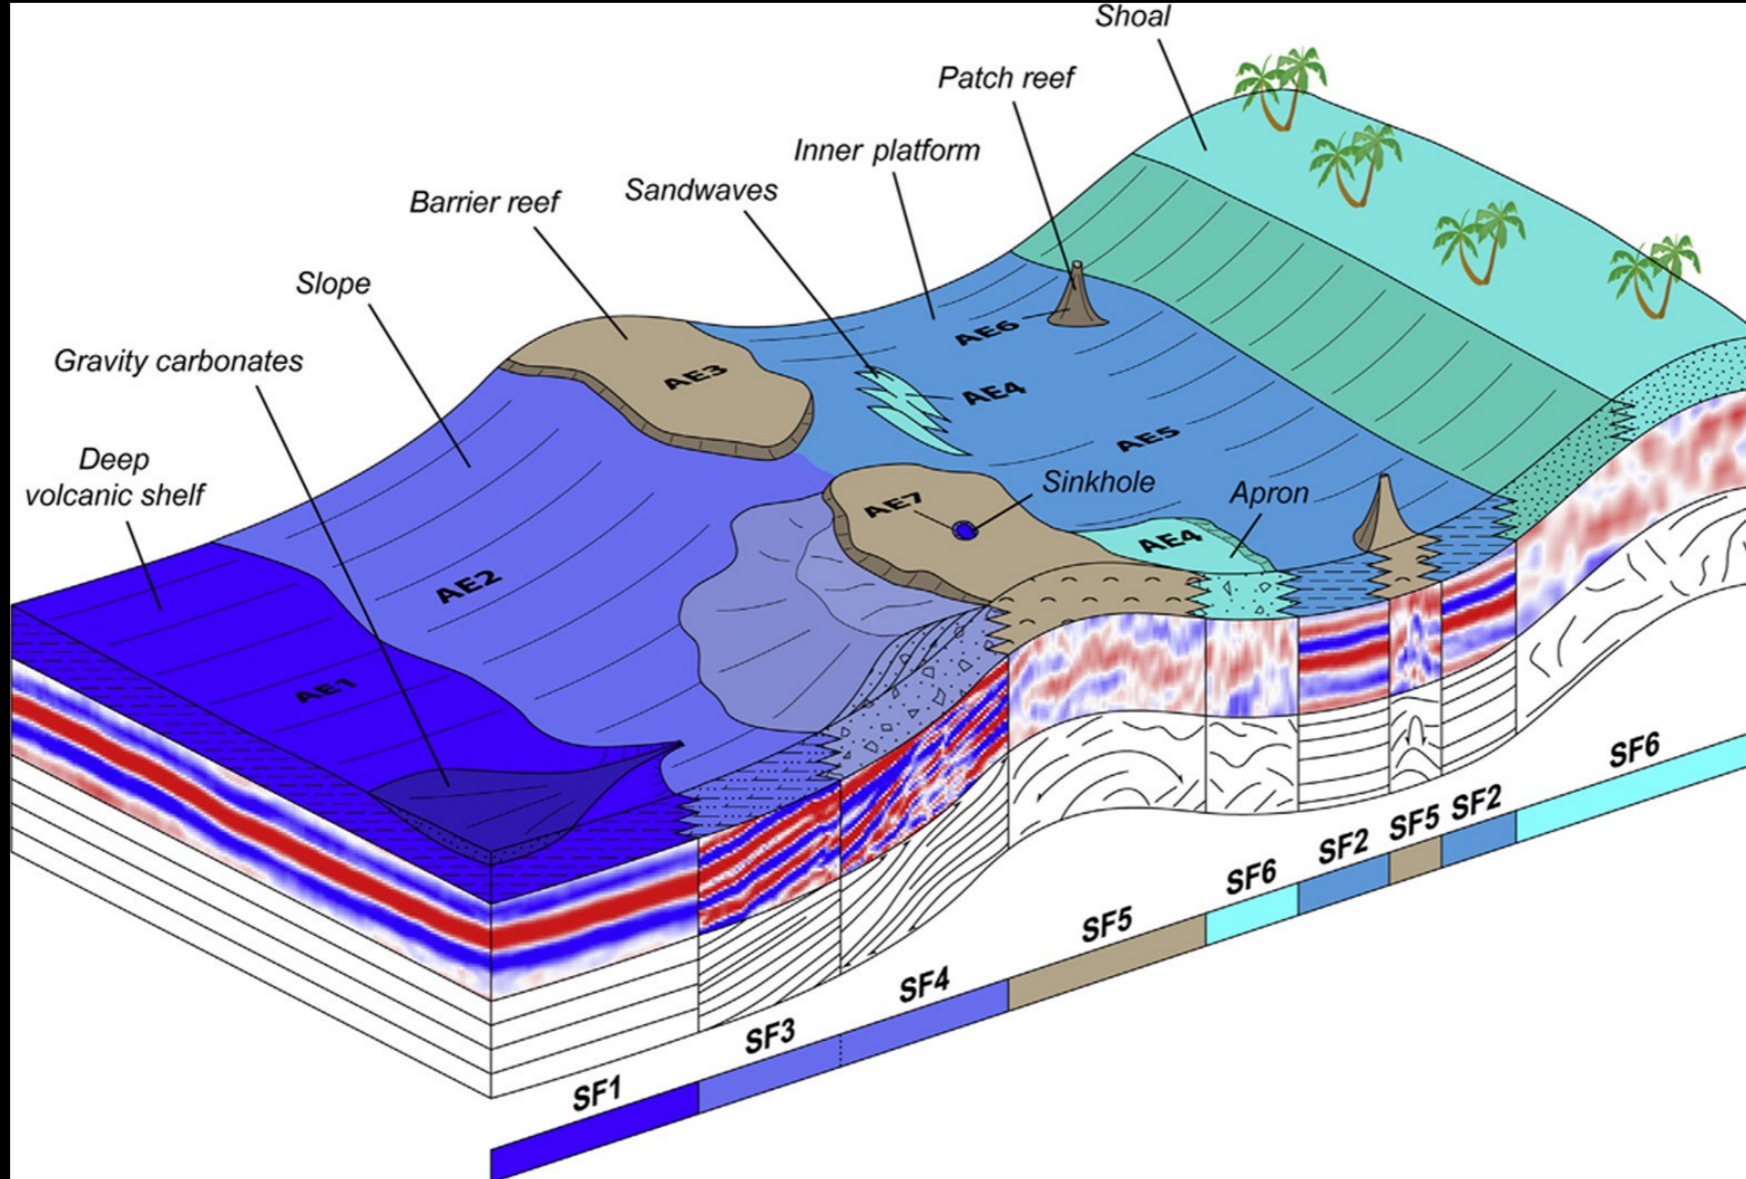 Shoal
Patch reef
Inner platform
Sandwaves
Barrier reef
Slope
Gravity carbonates
Deep
volcanic shelf
AE6
AE3
AE4
AE5
Sinkhole
Apron
AE7
AE4
AE2
AE1
SF6
SF5
SF2
SF2
SF6
SF5
SF4
SF3
SF1